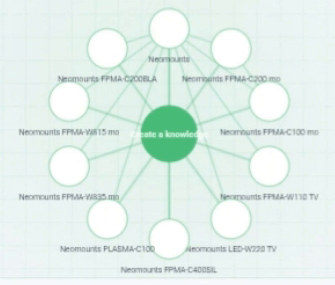 Neomounts
Neomounts FPMA-C200BLA
Neomounts FPMA-C200 mo
Neomounts FPMA-W815 mo
Create a knowledge
Neomounts FPMA-C100 mo
Neomounts FPMA-W835 mo
Neomounts FPMA-W110 TV
Neomounts PLASMA-C100
Neomounts LED-W220 TV
Neomounts FPMA-C400SIL